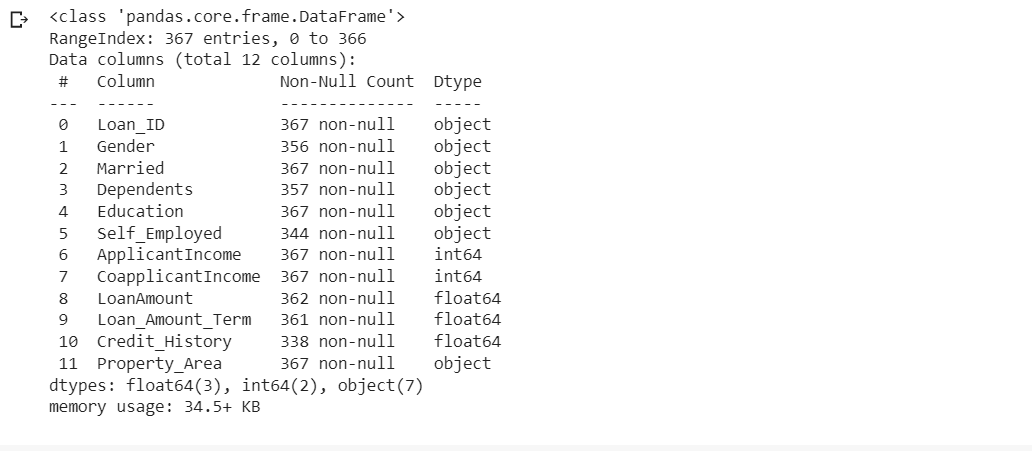 <class 'pandas.core.frame.DataFrame'>
RangeIndex: 367 entries, 0 to 366
Data columns (total 12 columns):
 #   Column             Non-Null Count  Dtype
---  ------             --------------  -----
 0   Loan_ID            367 non-null    object
 1   Gender             356 non-null    object
 2   Married            367 non-null    object
 3   Dependents         357 non-null    object
 4   Education          367 non-null    object
 5   Self_Employed      344 non-null    object
 6   ApplicantIncome    367 non-null    int64
 7   CoapplicantIncome  367 non-null    int64
 8   LoanAmount         362 non-null    float64
 9   Loan_Amount_Term   361 non-null    float64
 10  Credit_History     338 non-null    float64
 11  Property_Area      367 non-null    object
dtypes: float64(3), int64(2), object(7)
memory usage: 34.5+ KB